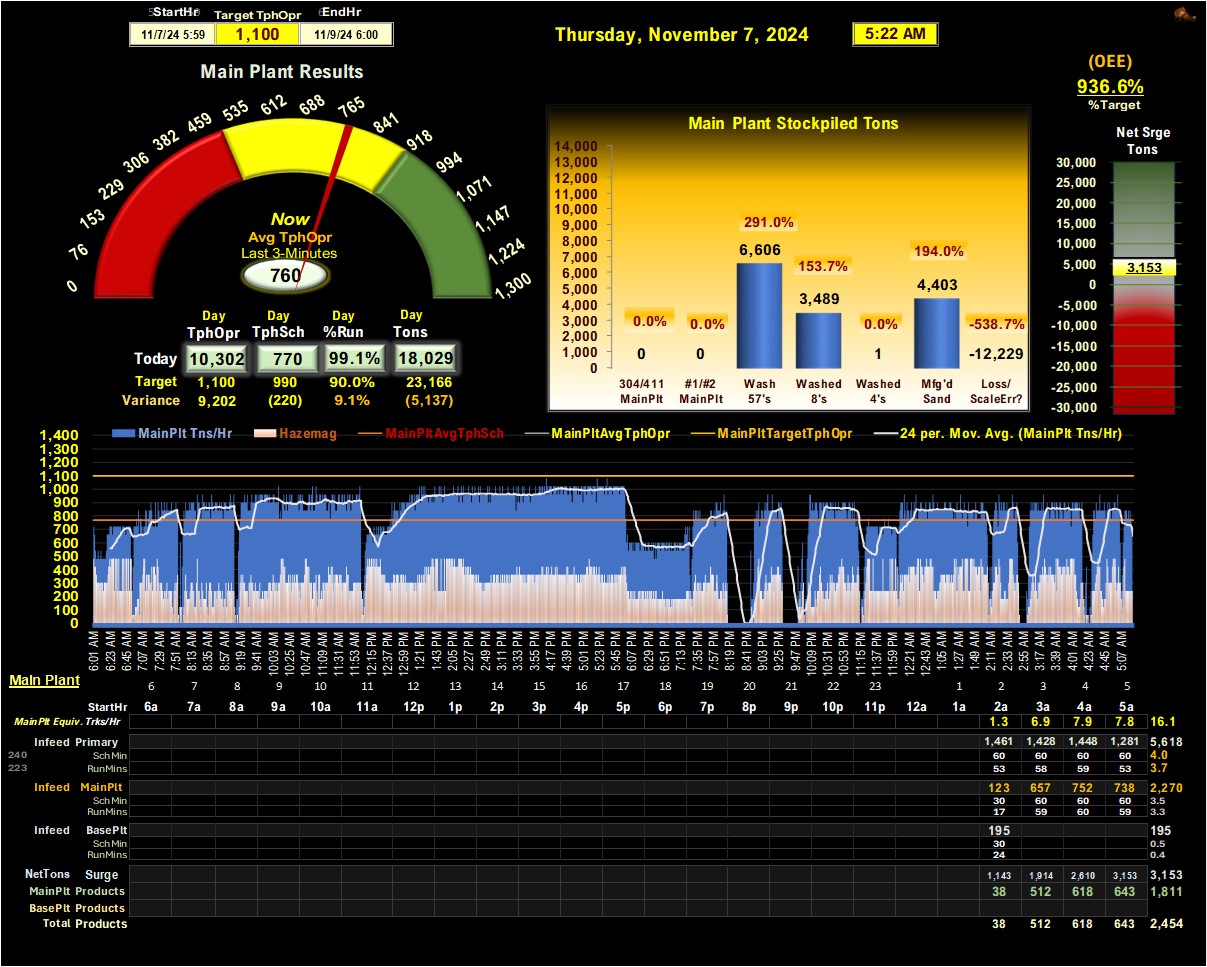 StartHr Target TphOpr EndHr
11/7/24 5:59 1,100 11/9/24 6:00
Thursday, November 7, 2024 5:22 AM
(OEE)
936.6%
%Target
Main Plant Results
0 76 153 229 306 382 459 535 612 688 765 841 918 994 1,071 1,147 1,224 1,300
Now
Avg TphOpr
Last 3-Minutes
760
Day Day Day Day
TphOpr TphSch %Run Tons
Today 10,302 770 99.1% 18,029
Target 1,100 990 90.0% 23,166
Variance 9,202 (220) 9.1% (5,137)
Main Plant Stockpiled Tons
14,000
13,000
12,000
11,000
10,000
9,000
8,000
7,000
6,000
5,000
4,000
3,000
2,000
1,000
0
0.0% 0.0% 291.0% 153.7% 0.0% 194.0% -538.7%
0 0 6,606 3,489 1 4,403 -12,229
304/411 #1/#2 Wash Washed Washed Mfg'd Loss/
MainPlt MainPlt 57's 8's 4's Sand ScaleErr?
Net Srge
Tons
30,000
25,000
20,000
15,000
10,000
5,000
0
-5,000
-10,000
-15,000
-20,000
-25,000
-30,000
3,153
MainPlt Tns/Hr Hazemag MainPltAvgTphSch MainPltAvgTphOpr MainPltTargetTphOpr 24 per. Mov. Avg. (MainPlt Tns/Hr)
1,400
1,300
1,200
1,100
1,000
900
800
700
600
500
400
300
200
100
0
6:01 AM 6:23 AM 6:45 AM 7:07 AM 7:29 AM 7:51 AM 8:13 AM 8:35 AM 8:57 AM 9:19 AM 9:41 AM 10:03 AM 10:25 AM 10:47 AM 11:09 AM 11:31 AM 11:53 AM 12:15 PM 12:37 PM 12:59 PM 1:21 PM 1:43 PM 2:05 PM 2:27 PM 2:49 PM 3:11 PM 3:33 PM 3:55 PM 4:17 PM 4:39 PM 5:01 PM 5:23 PM 5:45 PM 6:07 PM 6:29 PM 6:51 PM 7:13 PM 7:35 PM 7:57 PM 8:19 PM 8:41 PM 9:03 PM 9:25 PM 9:47 PM 10:09 PM 10:31 PM 10:53 PM 11:15 PM 11:37 PM 11:59 PM 12:21 AM 12:43 AM 1:05 AM 1:27 AM 1:49 AM 2:11 AM 2:33 AM 2:55 AM 3:17 AM 3:39 AM 4:01 AM 4:23 AM 4:45 AM 5:07 AM
Main Plant
6 7 8 9 10 11 12 13 14 15 16 17 18 19 20 21 22 23 1 2 3 4 5
StartHr 6a 7a 8a 9a 10a 11a 12p 1p 2p 3p 4p 5p 6p 7p 8p 9p 10p 11p 12a 1a 2a 3a 4a 5a
MainPlt Equiv. Trks/Hr 1.3 6.9 7.9 7.8 16.1
Infeed Primary 1,461 1,428 1,448 1,281 5,618
240 Sch Min 60 60 60 60 4.0
223 RunMins 53 58 59 53 3.7
Infeed MainPlt 123 657 752 738 2,270
Sch Min 30 60 60 60 3.5
RunMins 17 59 60 59 3.3
Infeed BasePlt 195 195
Sch Min 30 0.5
RunMins 24 0.4
NetTons Surge 1,143 1,914 2,610 3,153 3,153
MainPlt Products 38 512 618 643 1,811
BasePlt Products
Total Products 38 512 618 643 2,454